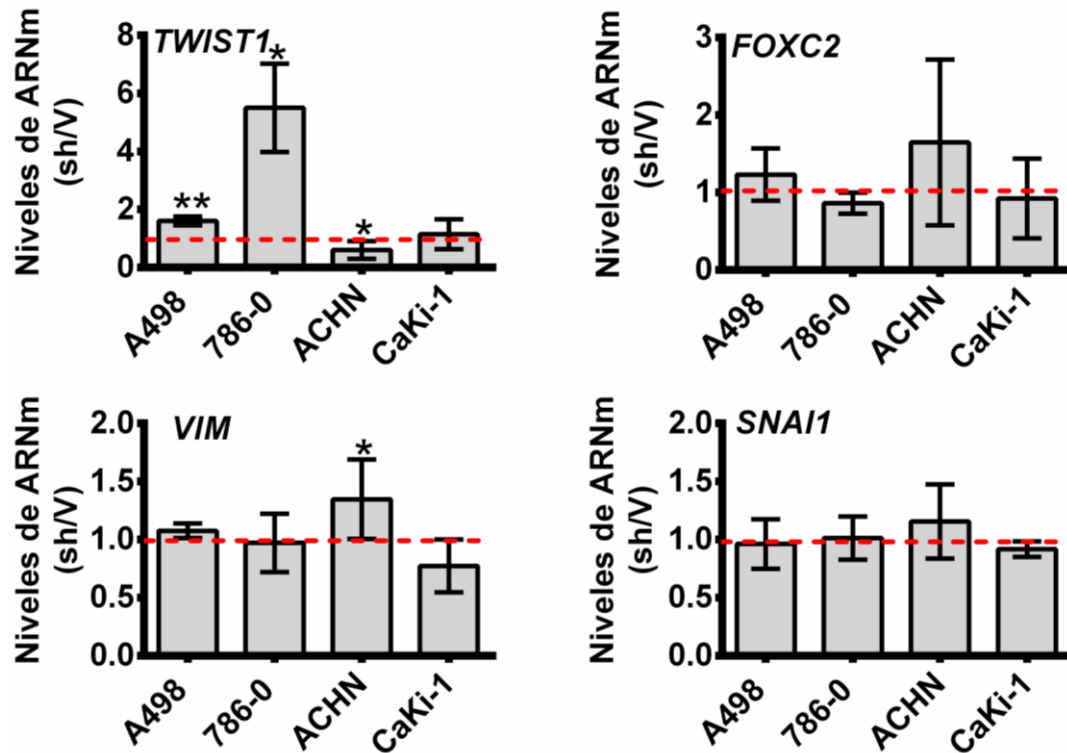 TWIST1
Niveles de ARNm
(sh/V)
8
6
4
2
0
*
**
*
A498
786-0
ACHN
CaKi-1
FOXC2
Niveles de ARNm
(sh/V)
3
2
1
0
A498
786-0
ACHN
CaKi-1
VIM
Niveles de ARNm
(sh/V)
2.0
1.5
1.0
0.5
0.0
*
A498
786-0
ACHN
CaKi-1
SNAI1
Niveles de ARNm
(sh/V)
2.0
1.5
1.0
0.5
0.0
A498
786-0
ACHN
CaKi-1